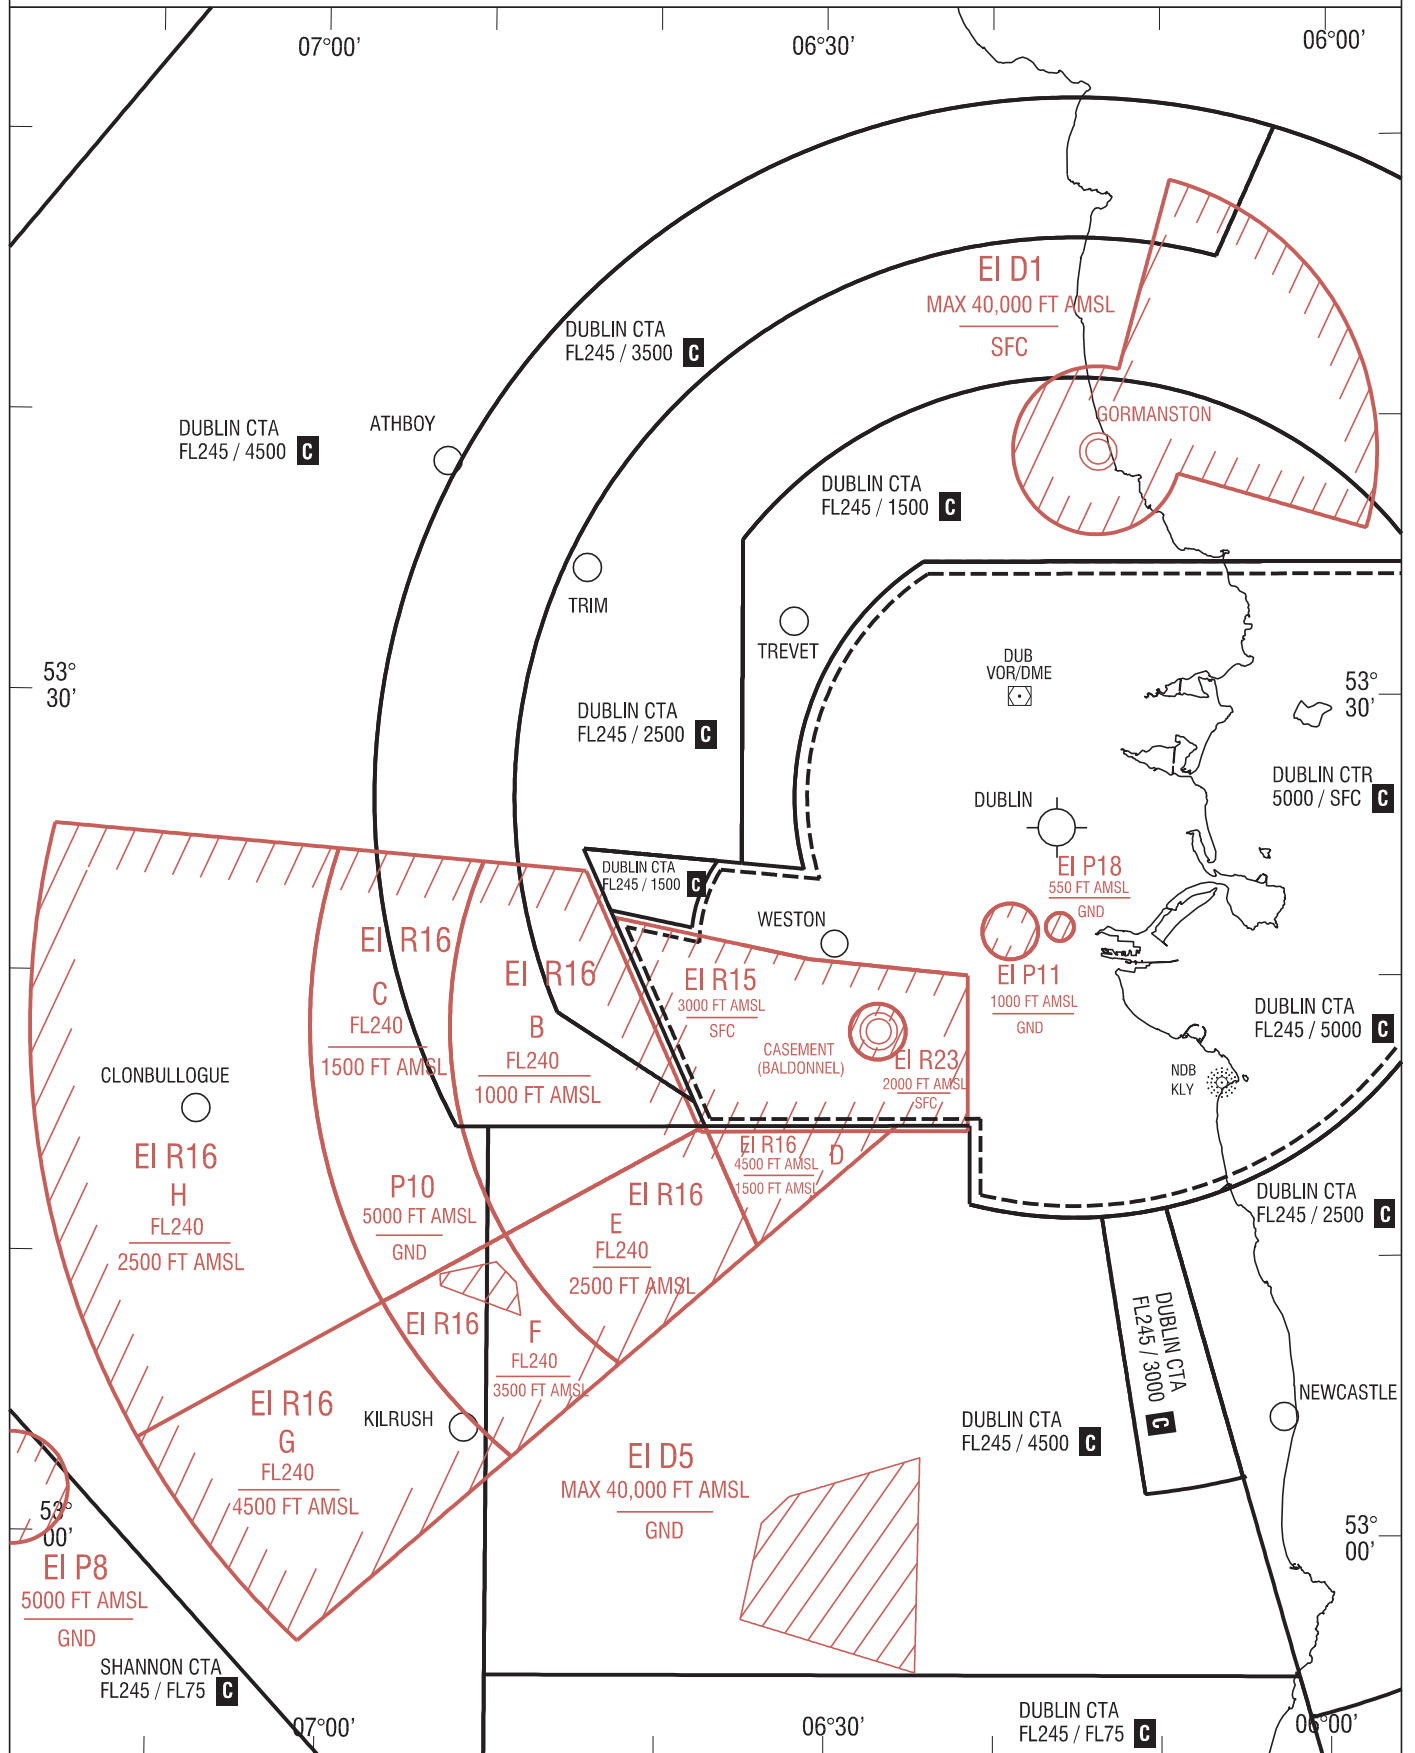 07°00'
06°30'
06°00'
EI D1
MAX 40,000 FT AMSL
SFC
DUBLIN CTA
FL245 / 3500 C
DUBLIN CTA
FL245 / 4500 C
ATHBOY
GORMANSTON
DUBLIN CTA
FL245 / 1500 C
TRIM
TREVET
DUB
VOR/DME
53°
30'
53°
30'
DUBLIN CTA
FL245 / 2500 C
DUBLIN
DUBLIN CTR
5000 / SFC C
DUBLIN CTA
FL245 / 1500 C
EI P18
550 FT AMSL
GND
WESTON
EI R16
C
FL240
1500 FT AMSL
EI R16
B
FL240
1000 FT AMSL
EI R15
3000 FT AMSL
SFC
EI P11
1000 FT AMSL
GND
DUBLIN CTA
FL245 / 5000 C
CASEMENT
(BALDONNEL)
EI R23
2000 FT AMSL
SFC
NDB
KLY
CLONBULLOGUE
EI R16
H
FL240
2500 FT AMSL
EI R16
D
4500 FT AMSL
1500 FT AMSL
P10
5000 FT AMSL
GND
EI R16
E
FL240
2500 FT AMSL
DUBLIN CTA
FL245 / 2500 C
EI R16
F
FL240
3500 FT AMSL
DUBLIN CTA
FL245 / 3000 C
NEWCASTLE
EI R16
G
FL240
4500 FT AMSL
KILRUSH
DUBLIN CTA
FL245 / 4500 C
EI D5
MAX 40,000 FT AMSL
GND
53°
00'
53°
00'
EI P8
5000 FT AMSL
GND
SHANNON CTA
FL245 / FL75 C
DUBLIN CTA
FL245 / FL75 C
07°00'
06°30'
06°00'